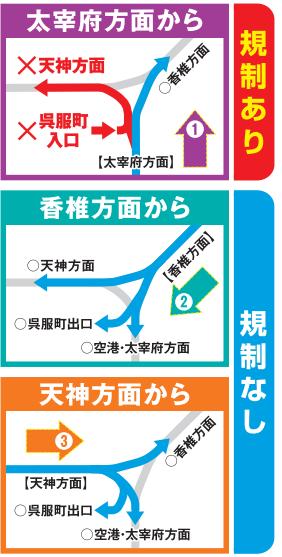 太宰府方面から
規制あり
×天神方面
○香椎方面
×呉服町
入口
【太宰府方面】
1
香椎方面から
規制なし
○天神方面
【香椎方面】
2
○呉服町出口
○空港・太宰府方面
天神方面から
3
○香椎方面
【天神方面】
○呉服町出口
○空港・太宰府方面